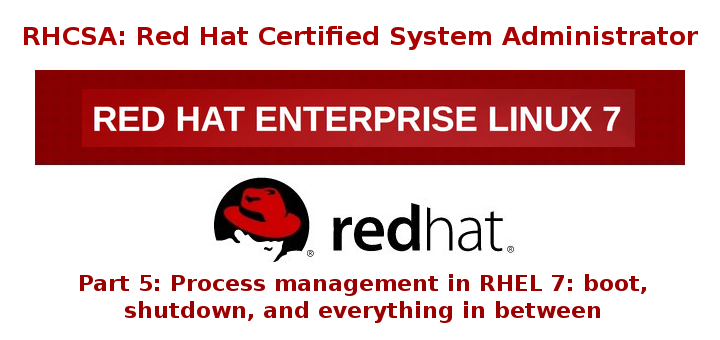 RHCSA: Red Hat Certified System Administrator
RED HAT ENTERPRISE LINUX 7
redhat.
Part 5: Process management in RHEL 7: boot,
shutdown, and everything in between